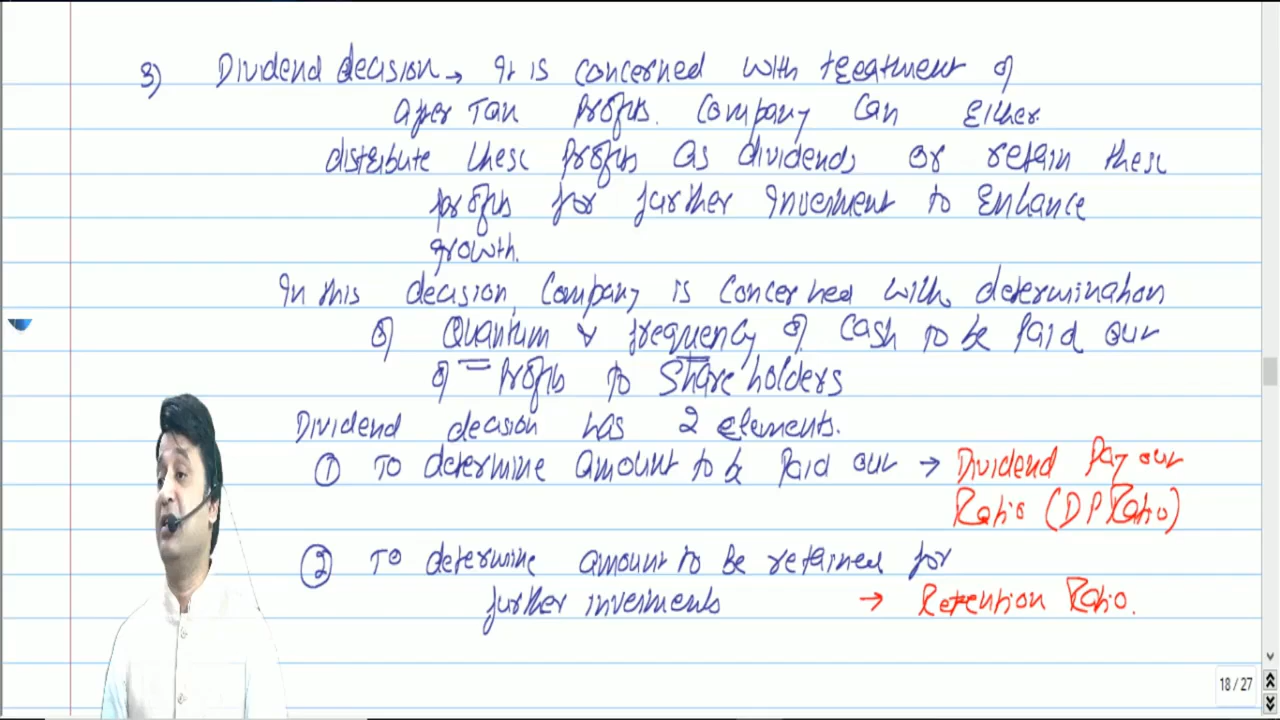 3) Dividend decision → It is concerned with treatment of
after Tax Profits. Company Can Either
distribute these Profits as dividends or retain these
profits for further Investment to Enhance
growth.
In this decision, Company is Concerned with determination
of Quantum & frequency of Cash to be Paid out
of Profits to Shareholders
Dividend decision has 2 elements.
① To determine amount to be Paid out → Dividend Pay out
Ratio (DP Ratio)
② To determine amount to be retained for
further investments → Retention Ratio.
18 / 27